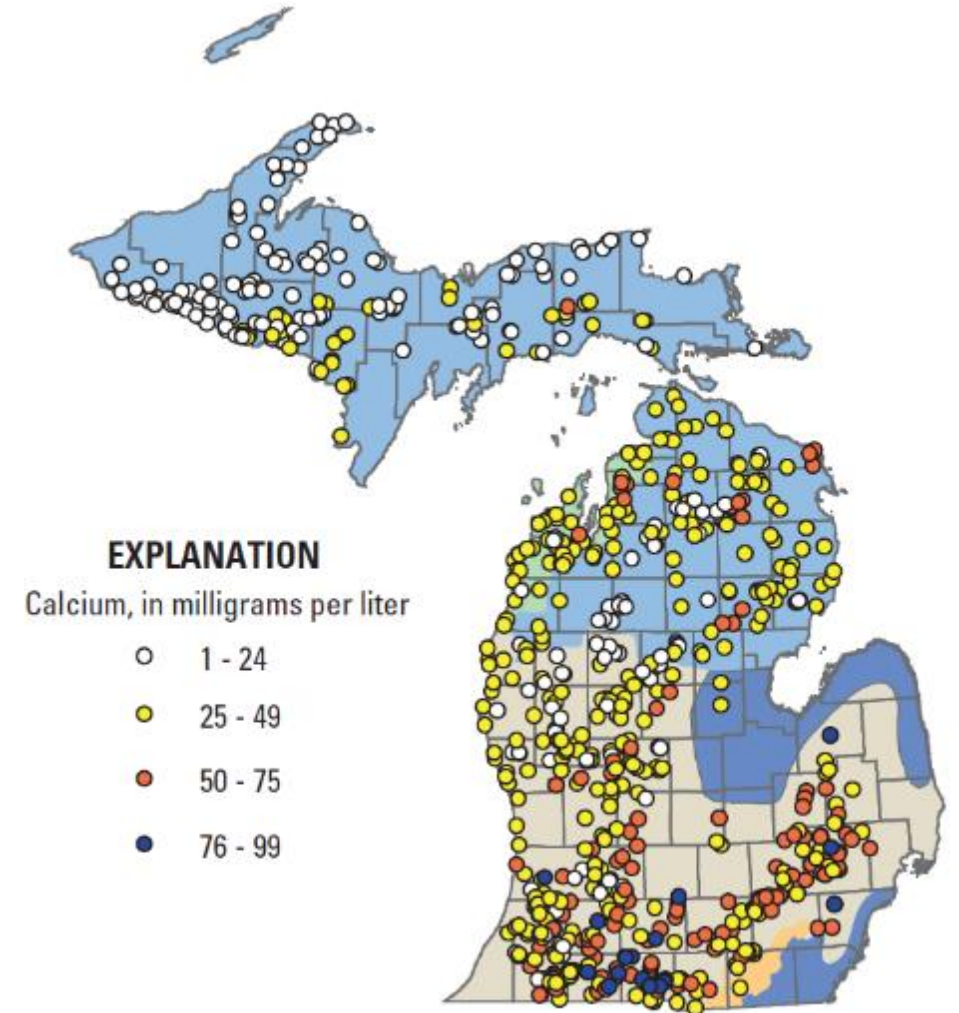 EXPLANATION
Calcium, in milligrams per liter
1 - 24
25 - 49
50 - 75
76 - 99